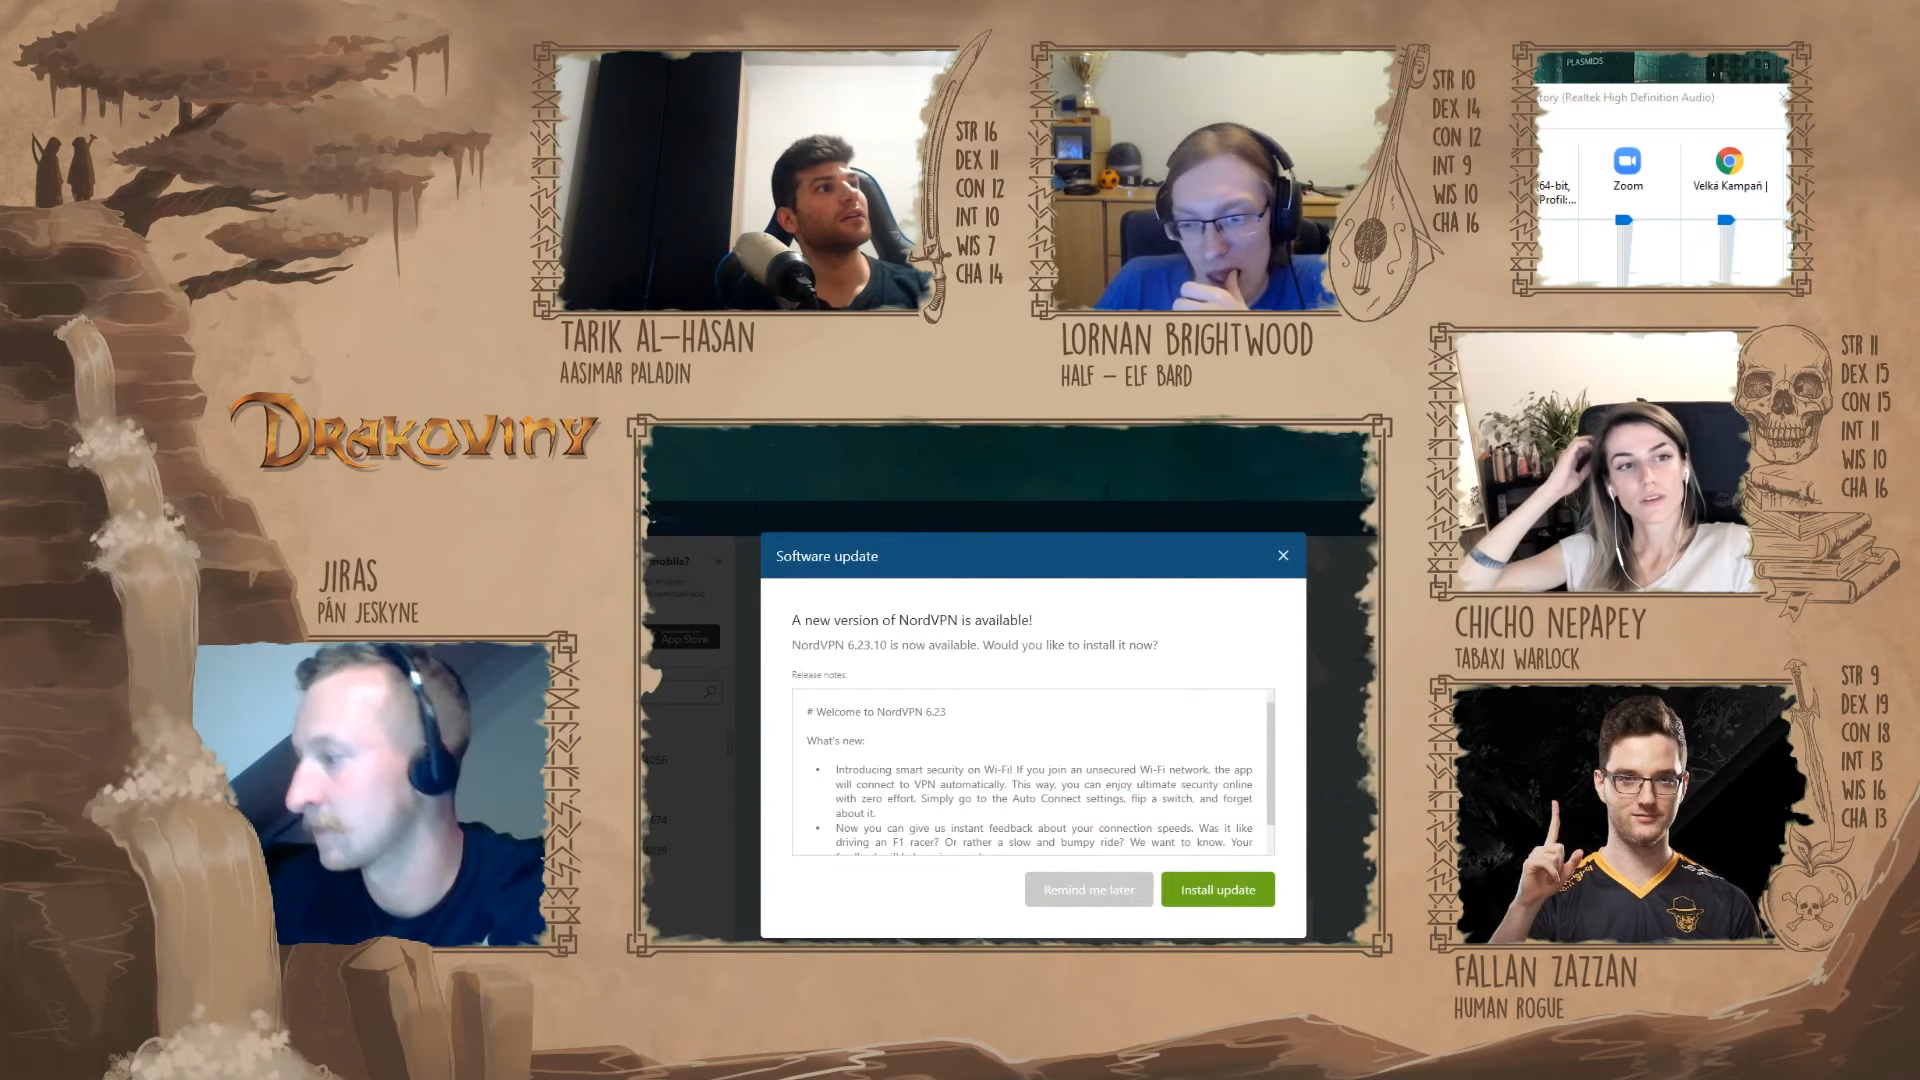 STR 16
DEX 11
CON 12
INT 10
WIS 7
CHA 14
TARIK AL-HASAN
AASIMAR PALADIN
STR 10
DEX 14
CON 12
INT 9
WIS 10
CHA 16
LORNAN BRIGHTWOOD
HALF - ELF BARD
PLASMIDS
tory (Realtek High Definition Audio)
64-bit,
Profil:...
Zoom
Velká Kampaň |
STR 11
DEX 15
CON 15
INT 11
WIS 10
CHA 16
CHICHO NEPAPEY
TABAXI WARLOCK
STR 9
DEX 19
CON 18
INT 13
WIS 16
CHA 13
FALLAN ZAZZAN
HUMAN ROGUE
DRAKOVINY
JIRAS
PÁN JESKYNE
mobile?
App Store
4056
4038
Software update
A new version of NordVPN is available!
NordVPN 6.23.10 is now available. Would you like to install it now?
Release notes:
# Welcome to NordVPN 6.23
What's new:
• Introducing smart security on Wi-Fi! If you join an unsecured Wi-Fi network, the app
will connect to VPN automatically. This way, you can enjoy ultimate security online
with zero effort. Simply go to the Auto Connect settings, flip a switch, and forget
about it.
• Now you can give us instant feedback about your connection speeds. Was it like
driving an F1 racer? Or rather a slow and bumpy ride? We want to know. Your
Remind me later
Install update